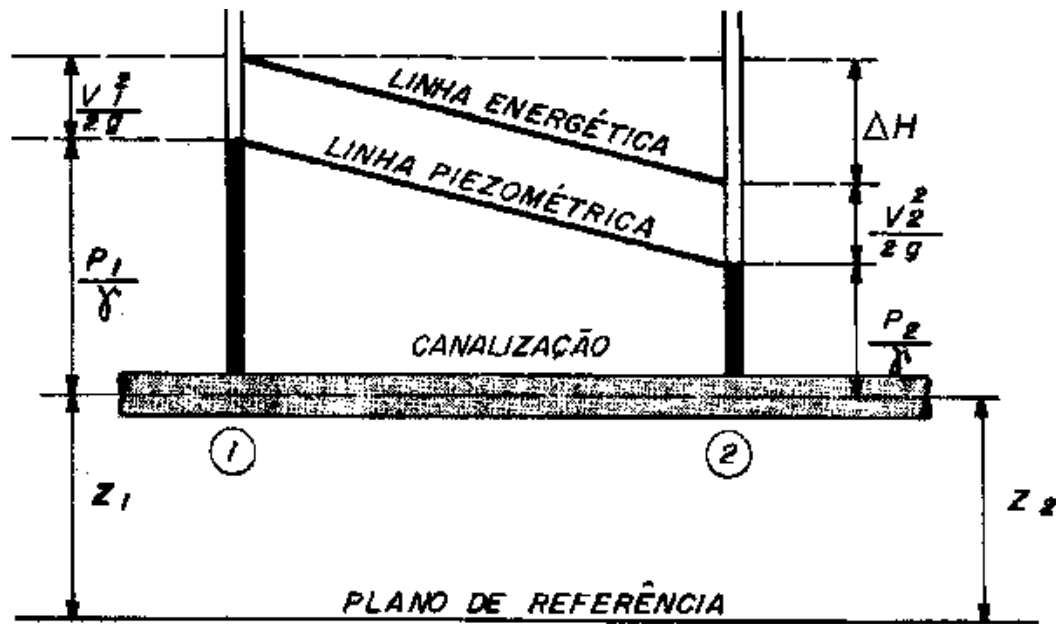 V₁²/2g
LINHA ENERGÉTICA
ΔH
LINHA PIEZOMÉTRICA
V₂²/2g
P₁/γ
P₂/γ
CANALIZAÇÃO
1
2
Z₁
Z₂
PLANO DE REFERÊNCIA